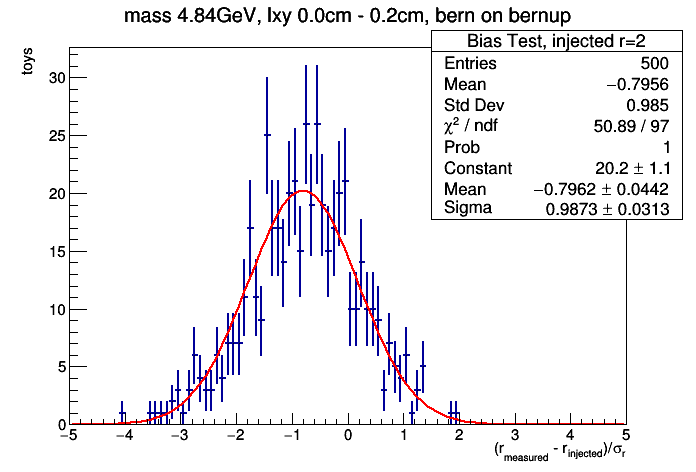 mass 4.84GeV, lxy 0.0cm - 0.2cm, bern on bernup
Bias Test, injected r=2
Entries 500
Mean −0.7956
Std Dev 0.985
χ² / ndf 50.89 / 97
Prob 1
Constant 20.2 ± 1.1
Mean −0.7962 ± 0.0442
Sigma 0.9873 ± 0.0313
toys
30
25
20
15
10
5
0
−5 −4 −3 −2 −1 0 1 2 3 4 5
(r_measured - r_injected)/σ_r